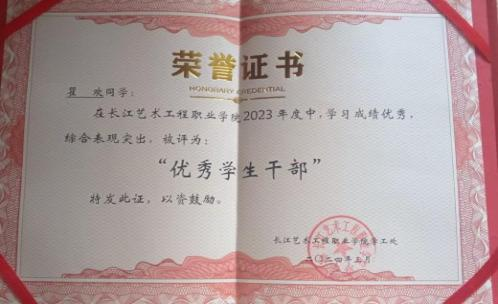 荣誉证书
HONORARY CREDENTIAL
瞿 欢同学：
在长江艺术工程职业学院2023年度中，学习成绩优秀，
综合表现突出，被评为：
“优秀学生干部”
特发此证，以资鼓励。
长江艺术工程职业学院学工处
二〇二四年三月